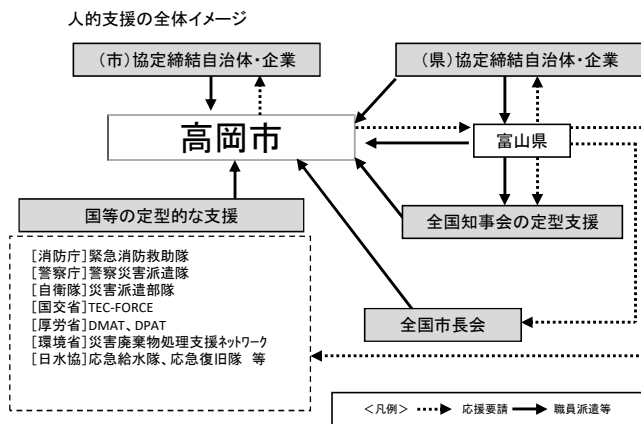 人的支援の全体イメージ
（市）協定締結自治体・企業
（県）協定締結自治体・企業
高岡市
富山県
国等の定型的な支援
全国知事会の定型支援
[消防庁]緊急消防救助隊
[警察庁]警察災害派遣隊
[自衛隊]災害派遣部隊
[国交省]TEC-FORCE
[厚労省]DMAT、DPAT
[環境省]災害廃棄物処理支援ネットワーク
[日水協]応急給水隊、応急復旧隊 等
全国市長会
＜凡例＞ 応援要請 職員派遣等